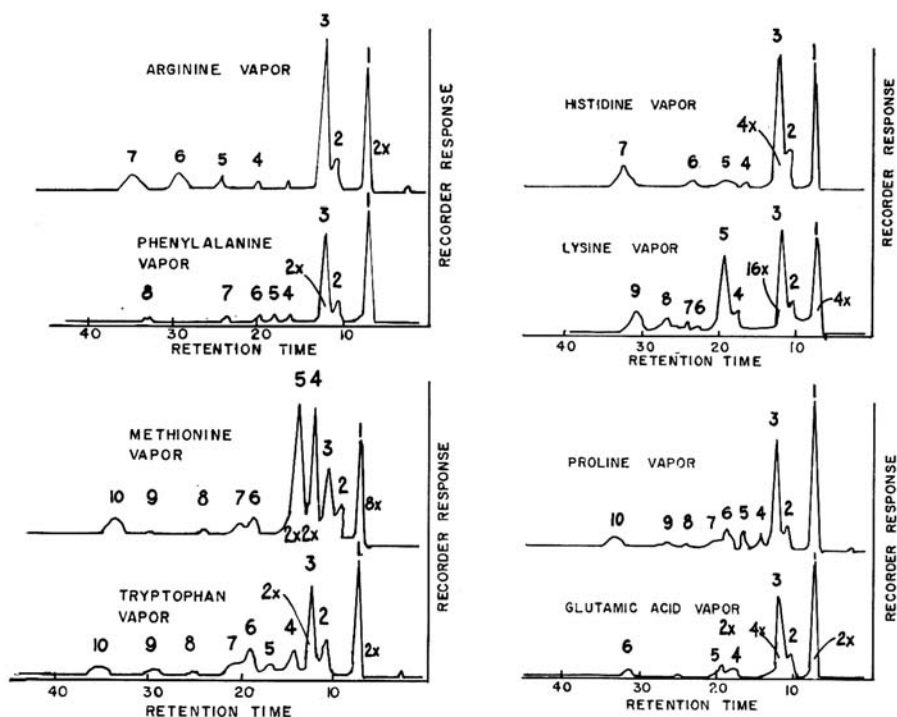 3
1
ARGININE VAPOR
2
2x
7 6 5 4
RECORDER RESPONSE
3
1
PHENYLALANINE
VAPOR
2x
2
8 7 6 5 4
40 30 20 10
RETENTION TIME
3
1
HISTIDINE VAPOR
4x
2
7 6 5 4
RECORDER RESPONSE
3
1
5
LYSINE VAPOR
16x
2
9 8 7 6 4
4x
30 20 10
RETENTION TIME
5 4
1
METHIONINE
VAPOR
3
2
10 9 8 7 6
8x
2x 2x
RECORDER RESPONSE
3
1
TRYPTOPHAN
VAPOR
2x
6
2
10 9 8 7 5 4
2x
40 30 20 10
RETENTION TIME
1
3
PROLINE VAPOR
2
10 9 8 7 6 5 4
RECORDER RESPONSE
3
1
GLUTAMIC ACID VAPOR
2x 4x 2
2x
6 5 4
40 30 20 10
RETENTION TIME